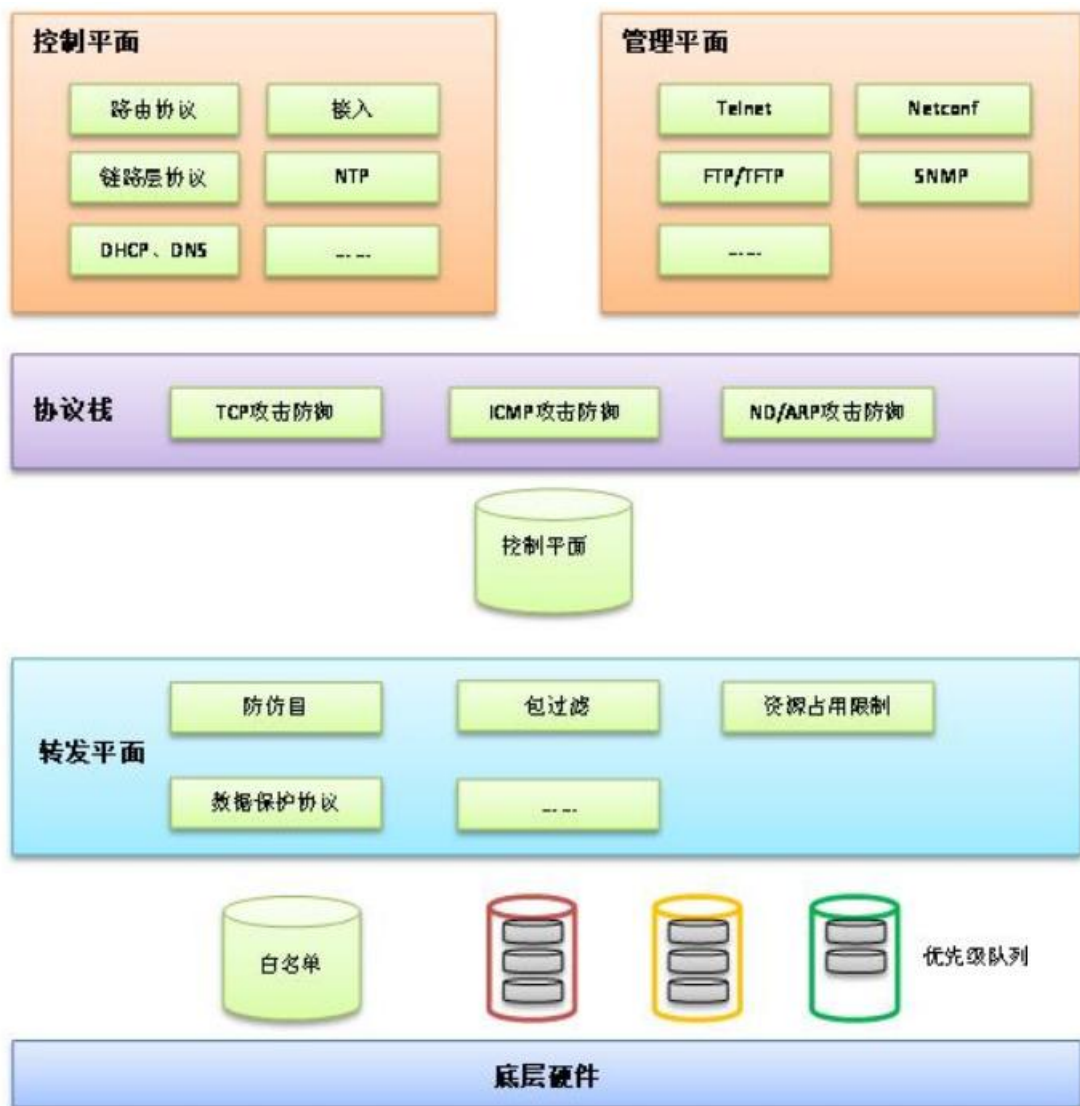 控制平面
路由协议
接入
链路层协议
NTP
DHCP、DNS
... ...
管理平面
Telnet
Netconf
FTP/TFTP
SNMP
... ...
协议栈
TCP攻击防御
ICMP攻击防御
ND/ARP攻击防御
控制平面
转发平面
防仿冒
包过滤
资源占用限制
数据保护协议
... ...
白名单
优先级队列
底层硬件